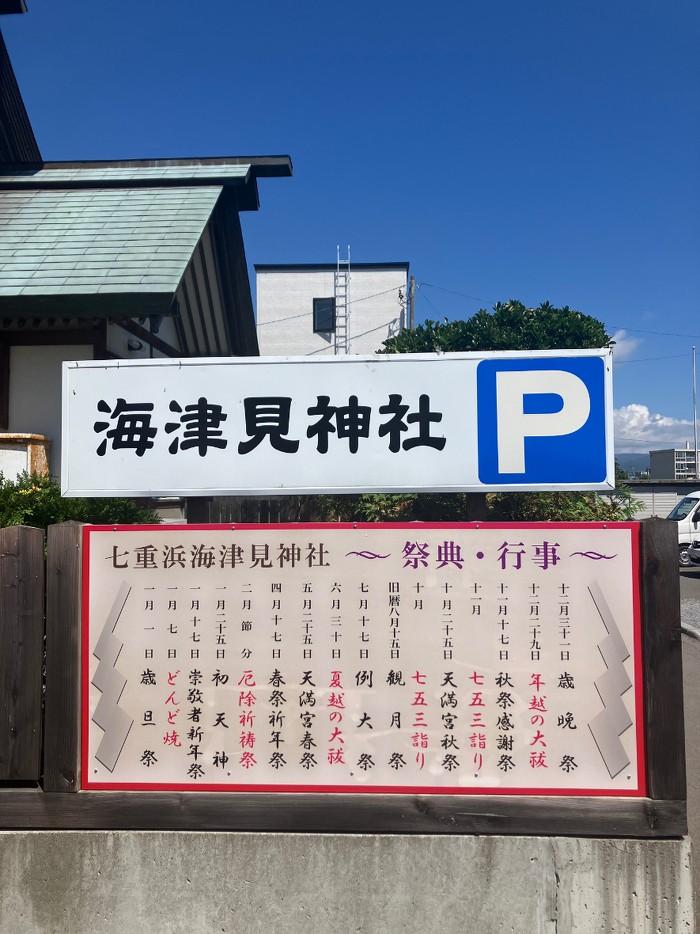 海津見神社 P
七重浜海津見神社 ～ 祭典・行事 ～
一月一日 歳旦祭
一月七日 どんど焼
一月十七日 崇敬者新年祭
一月二十五日 初天神
二月節分 厄除祈祷祭
四月十七日 春祭祈年祭
五月二十五日 天満宮春祭
六月三十日 夏越の大祓
七月十七日 例大祭
旧暦八月十五日 観月祭
十月 七五三詣り
十月二十五日 天満宮秋祭
十一月 七五三詣り
十一月十七日 秋祭感謝祭
十二月二十九日 年越の大祓
十二月三十一日 歳晩祭